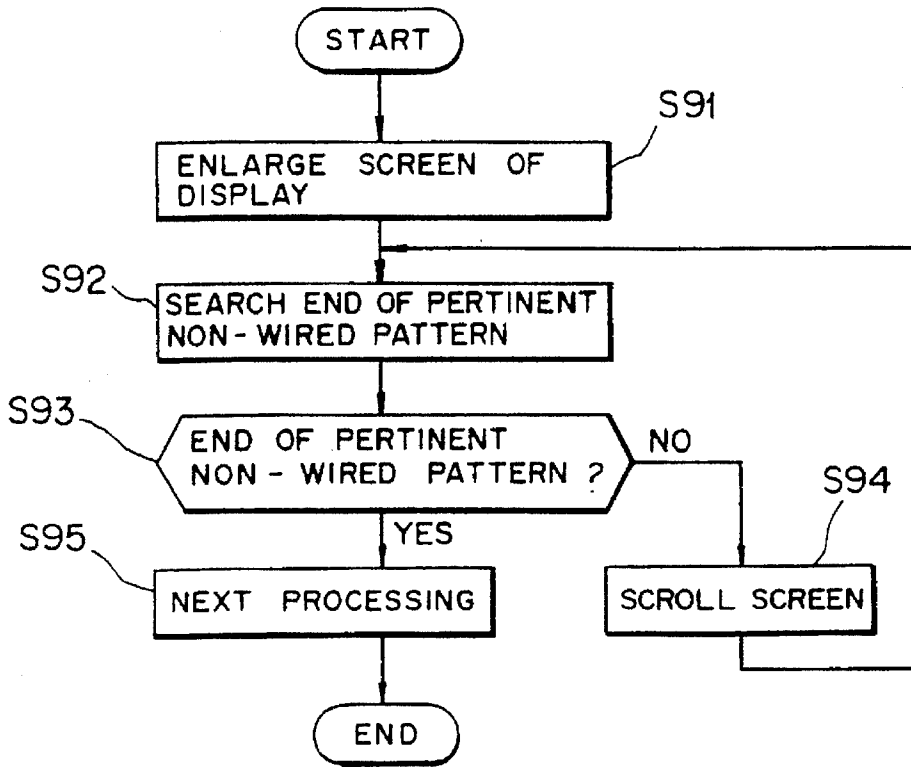 START
S91
ENLARGE SCREEN OF
DISPLAY
S92
SEARCH END OF PERTINENT
NON-WIRED PATTERN
S93
END OF PERTINENT
NON-WIRED PATTERN ?
NO
YES
S94
SCROLL SCREEN
S95
NEXT PROCESSING
END